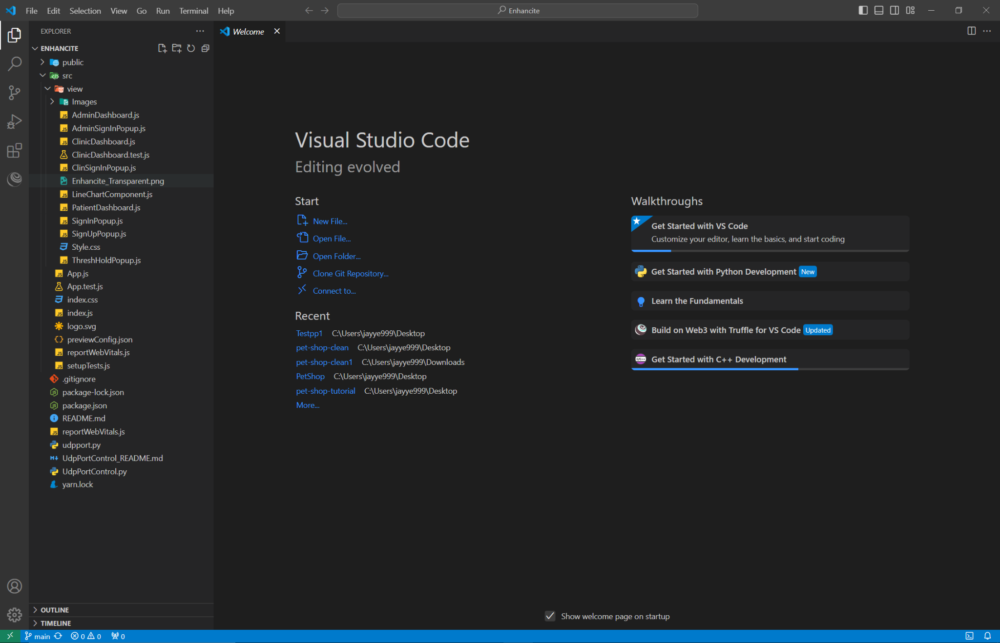 File Edit Selection View Go Run Terminal Help
Enhancite
EXPLORER
Welcome
ENHANCITE
public
src
view
Images
AdminDashboard.js
AdminSignInPopup.js
ClinicDashboard.js
ClinicDashboard.test.js
ClinSignInPopup.js
Enhancite_Transparent.png
LineChartComponent.js
PatientDashboard.js
SignInPopup.js
SignUpPopup.js
Style.css
ThreshHoldPopup.js
App.js
App.test.js
index.css
index.js
logo.svg
previewConfig.json
reportWebVitals.js
setupTests.js
.gitignore
package-lock.json
package.json
README.md
reportWebVitals.js
udpport.py
UdpPortControl_README.md
UdpPortControl.py
yarn.lock
OUTLINE
TIMELINE
Visual Studio Code
Editing evolved
Start
New File...
Open File...
Open Folder...
Clone Git Repository...
Connect to...
Recent
Testpp1 C:\Users\jayye999\Desktop
pet-shop-clean C:\Users\jayye999\Desktop
pet-shop-clean1 C:\Users\jayye999\Downloads
PetShop C:\Users\jayye999\Desktop
pet-shop-tutorial C:\Users\jayye999\Desktop
More...
Walkthroughs
Get Started with VS Code
Customize your editor, learn the basics, and start coding
Get Started with Python Development New
Learn the Fundamentals
Build on Web3 with Truffle for VS Code Updated
Get Started with C++ Development
Show welcome page on startup
main 0 0 0